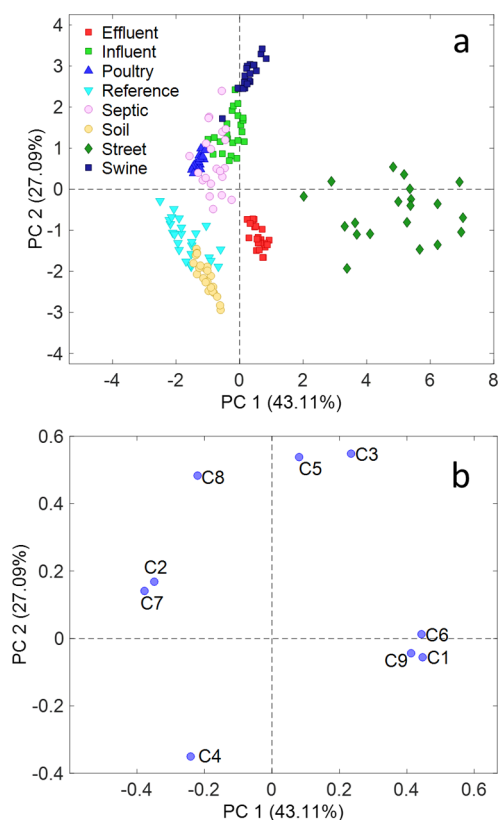 a
Effluent
Influent
Poultry
Reference
Septic
Soil
Street
Swine
4
3
2
1
0
-1
-2
-3
-4
PC 2 (27.09%)
-4 -2 0 2 4 6 8
PC 1 (43.11%)
b
0.6
0.4
0.2
0
-0.2
-0.4
PC 2 (27.09%)
C8
C5
C3
C2
C7
C6
C9
C1
C4
-0.4 -0.2 0 0.2 0.4 0.6
PC 1 (43.11%)